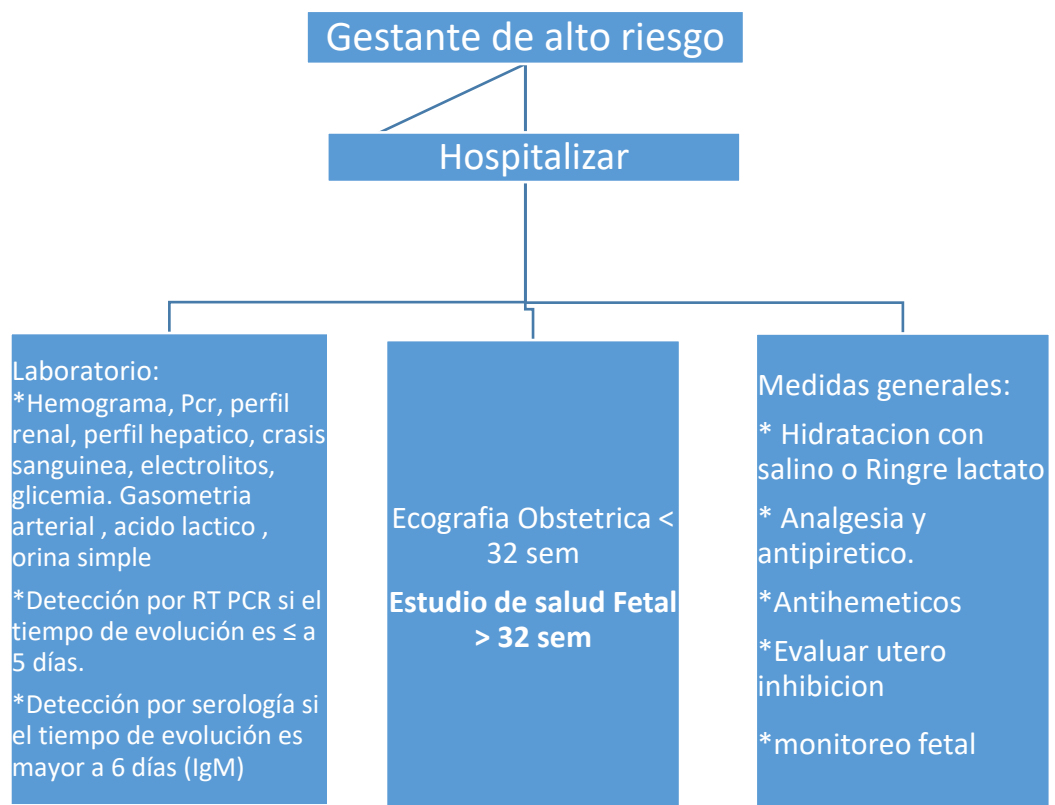 Gestante de alto riesgo
Hospitalizar
Laboratorio:
*Hemograma, Pcr, perfil
renal, perfil hepatico, crasis
sanguinea, electrolitos,
glicemia. Gasometria
arterial , acido lactico ,
orina simple
*Detección por RT PCR si el
tiempo de evolución es ≤ a
5 días.
*Detección por serología si
el tiempo de evolución es
mayor a 6 días (IgM)
Ecografia Obstetrica <
32 sem
Estudio de salud Fetal
> 32 sem
Medidas generales:
* Hidratacion con
salino o Ringre lactato
* Analgesia y
antipiretico.
*Antihemeticos
*Evaluar utero
inhibicion
*monitoreo fetal